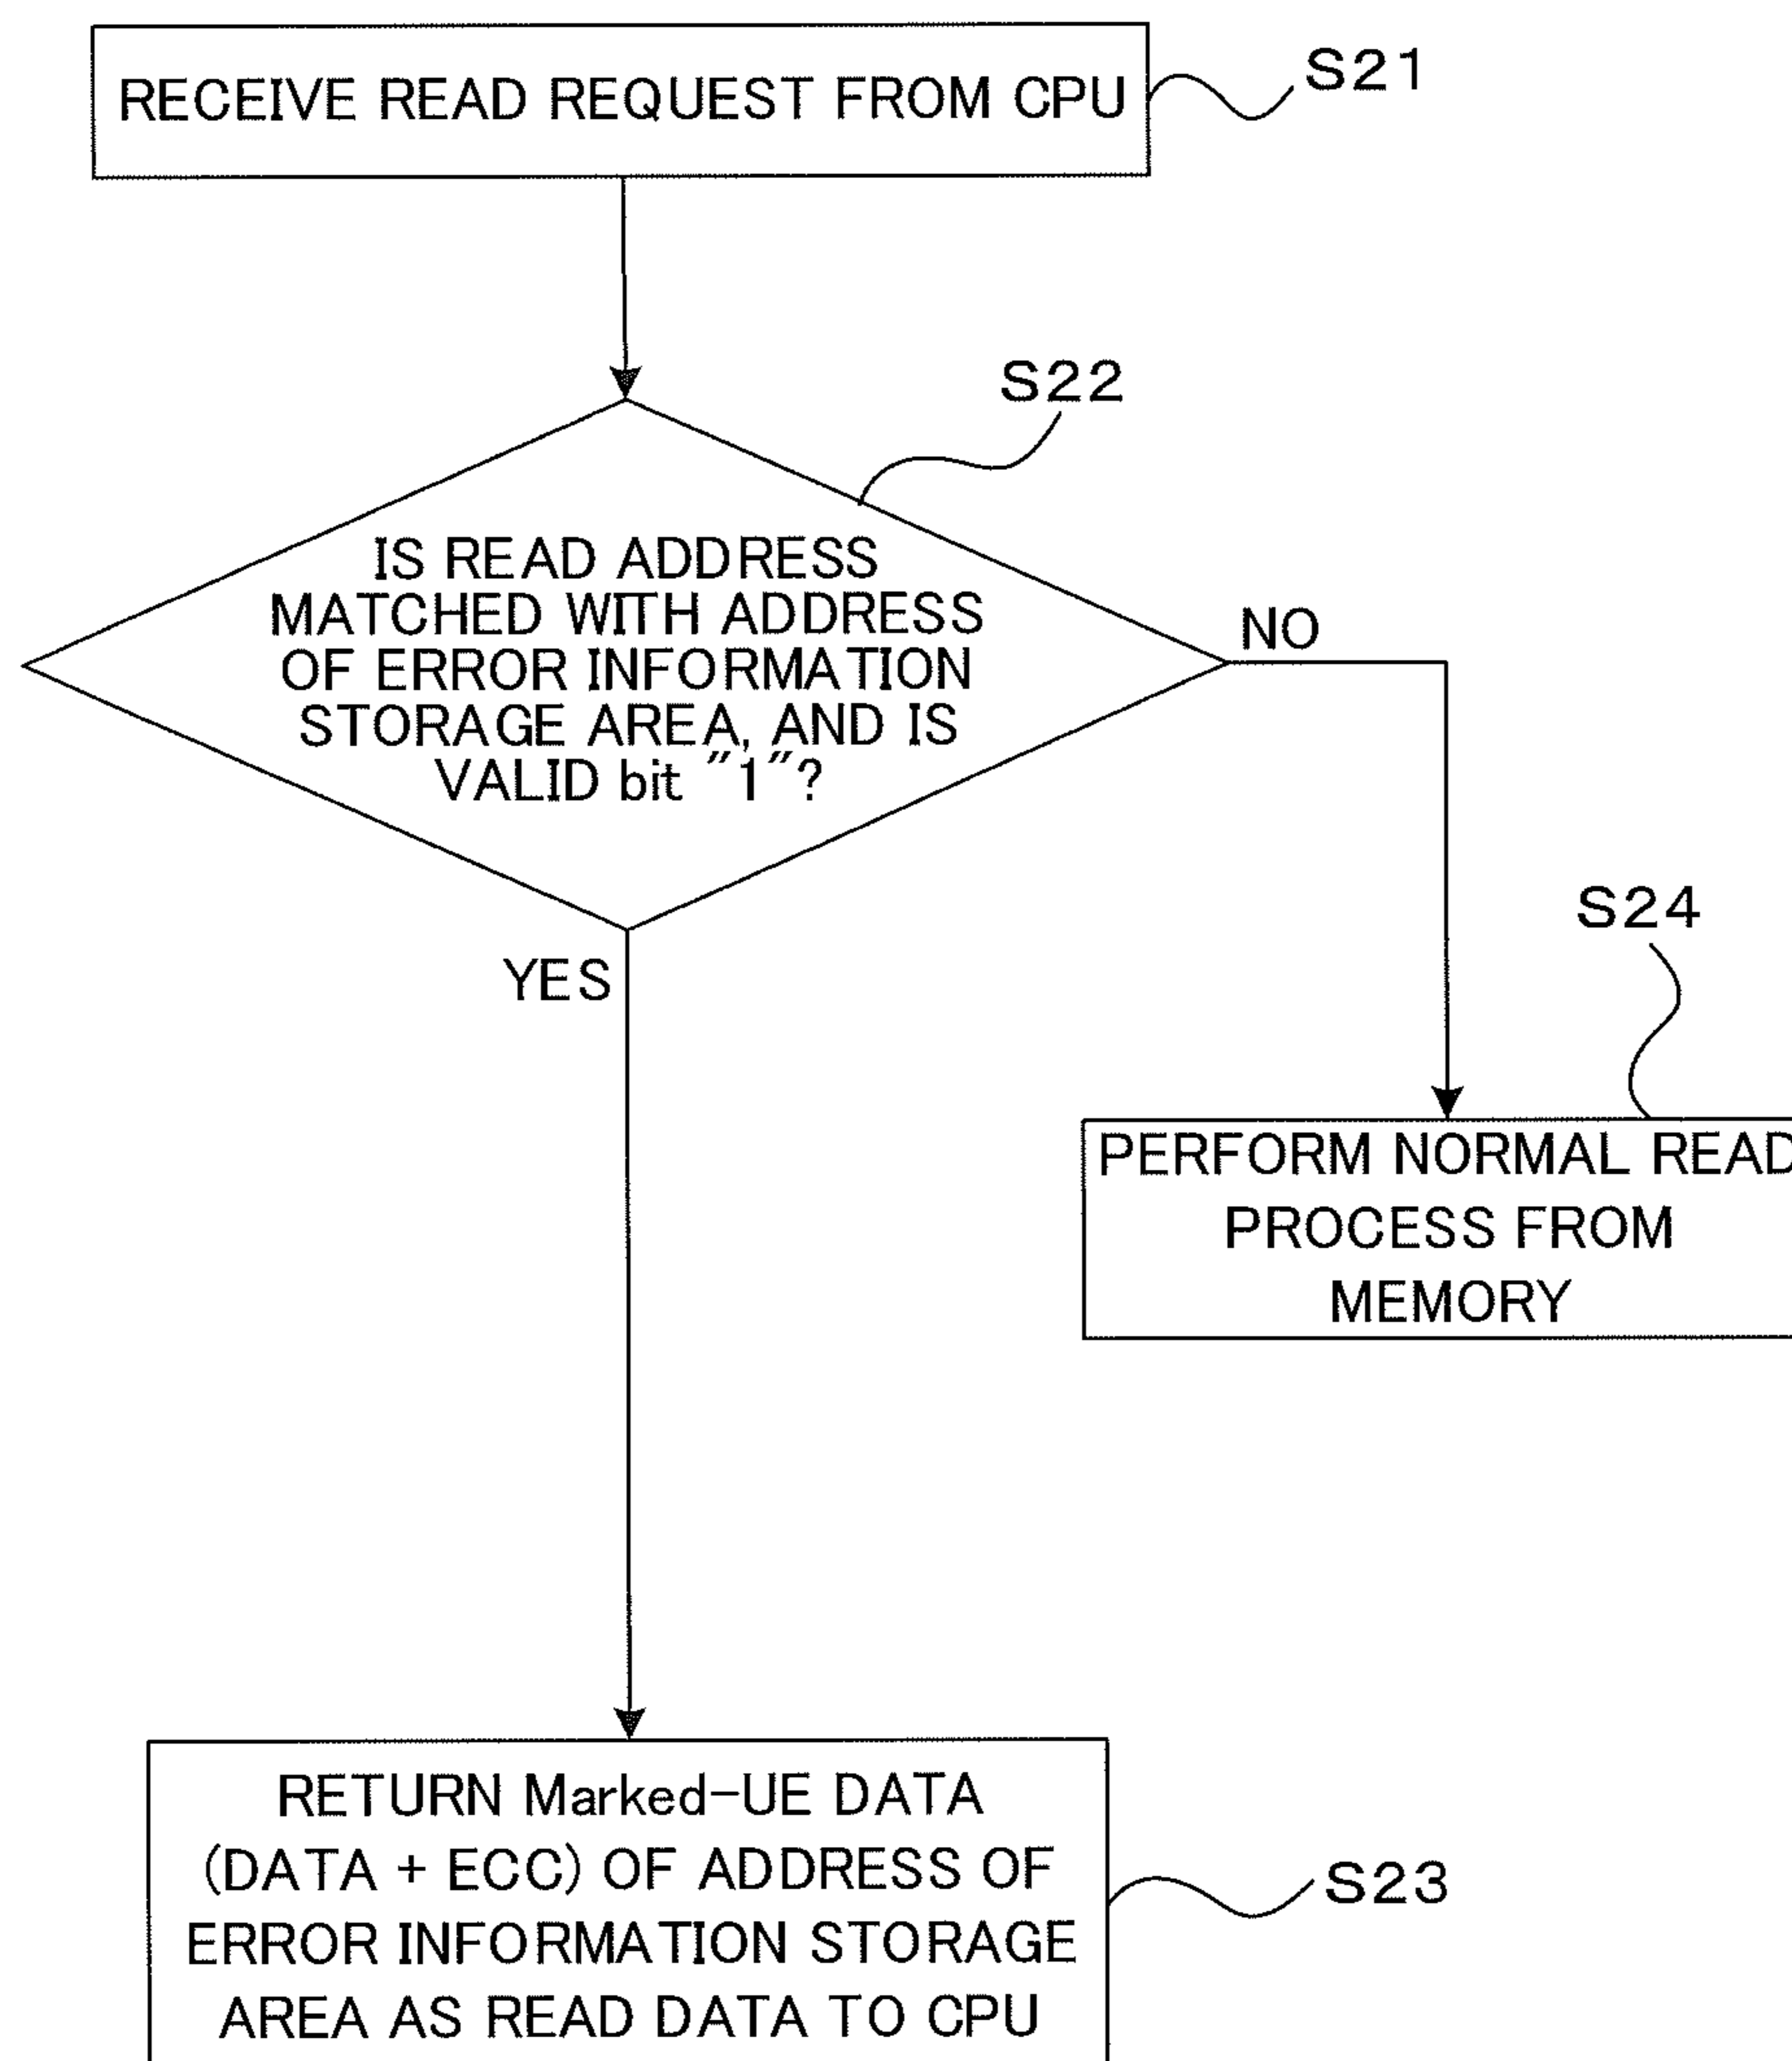 RECEIVE READ REQUEST FROM CPU
S21
S22
IS READ ADDRESS
MATCHED WITH ADDRESS
OF ERROR INFORMATION
STORAGE AREA, AND IS
VALID bit "1"?
NO
YES
S24
PERFORM NORMAL READ
PROCESS FROM
MEMORY
RETURN Marked-UE DATA
(DATA + ECC) OF ADDRESS OF
ERROR INFORMATION STORAGE
AREA AS READ DATA TO CPU
S23